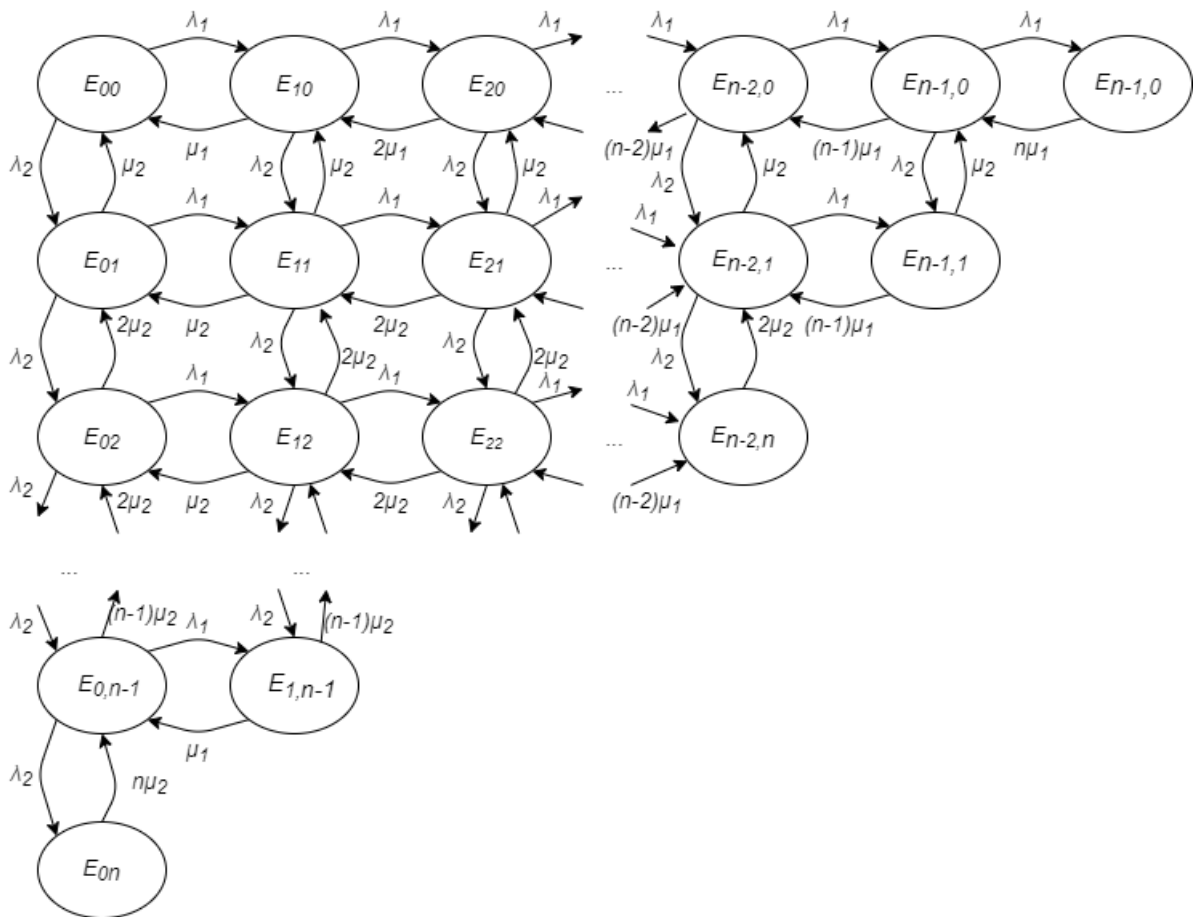 λ1 λ1 λ1 λ1 λ1
E00 E10 E20 ... En-2,0 En-1,0 En-1,0
μ1 2μ1 (n-2)μ1 (n-1)μ1 nμ1
λ2 μ2 λ2 μ2 λ2 μ2 λ2 μ2 λ2 μ2
λ1 λ1 λ1 λ1 λ1
E01 E11 E21 ... En-2,1 En-1,1
2μ2 μ2 2μ2 (n-2)μ1 2μ2 (n-1)μ1
λ2 λ2 2μ2 λ2 2μ2 λ2
λ1 λ1 λ1 λ1
E02 E12 E22 ... En-2,n
λ2 2μ2 μ2 λ2 2μ2 λ2 (n-2)μ1
... ...
λ2 (n-1)μ2 λ1 λ2 (n-1)μ2
E0,n-1 E1,n-1
μ1
λ2 nμ2
E0n